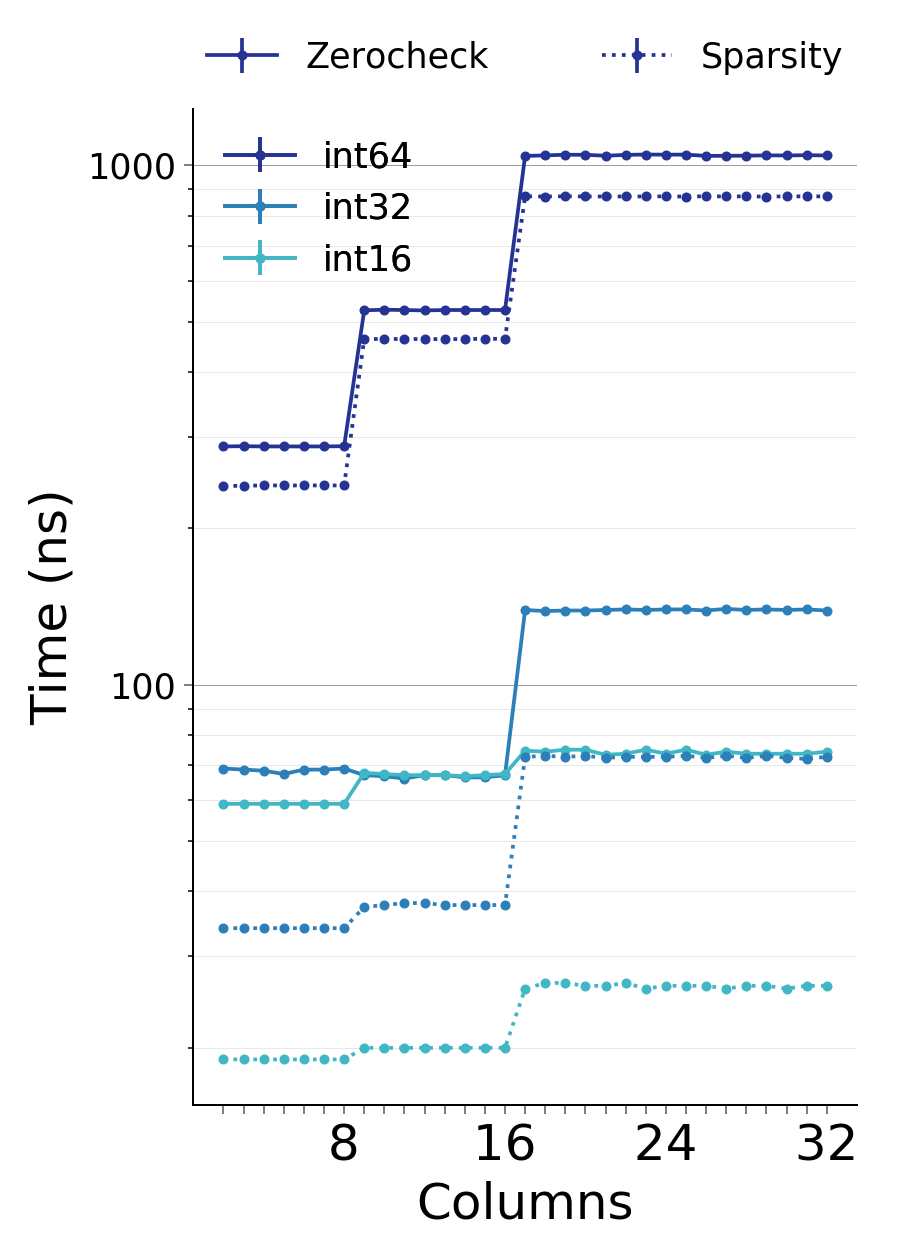 Zerocheck Sparsity
int64
int32
int16
1000
100
Time (ns)
8 16 24 32
Columns